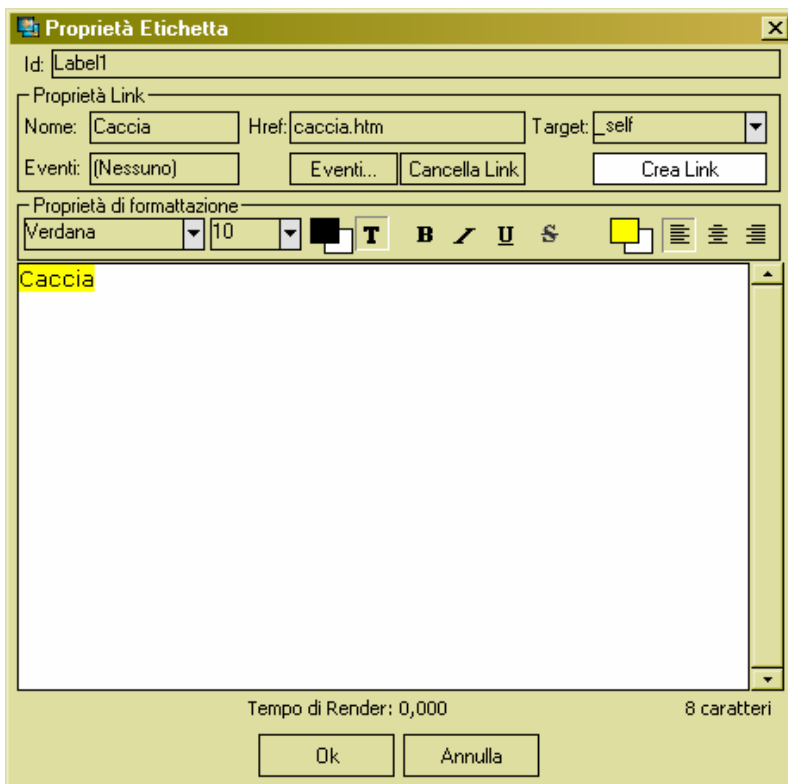 Proprietà Etichetta
Id: Label1
Proprietà Link
Nome: Caccia Href: caccia.htm Target: _self
Eventi: (Nessuno) Eventi... Cancella Link Crea Link
Proprietà di formattazione
Verdana 10 T B I U S
Caccia
Tempo di Render: 0,000 8 caratteri
Ok Annulla